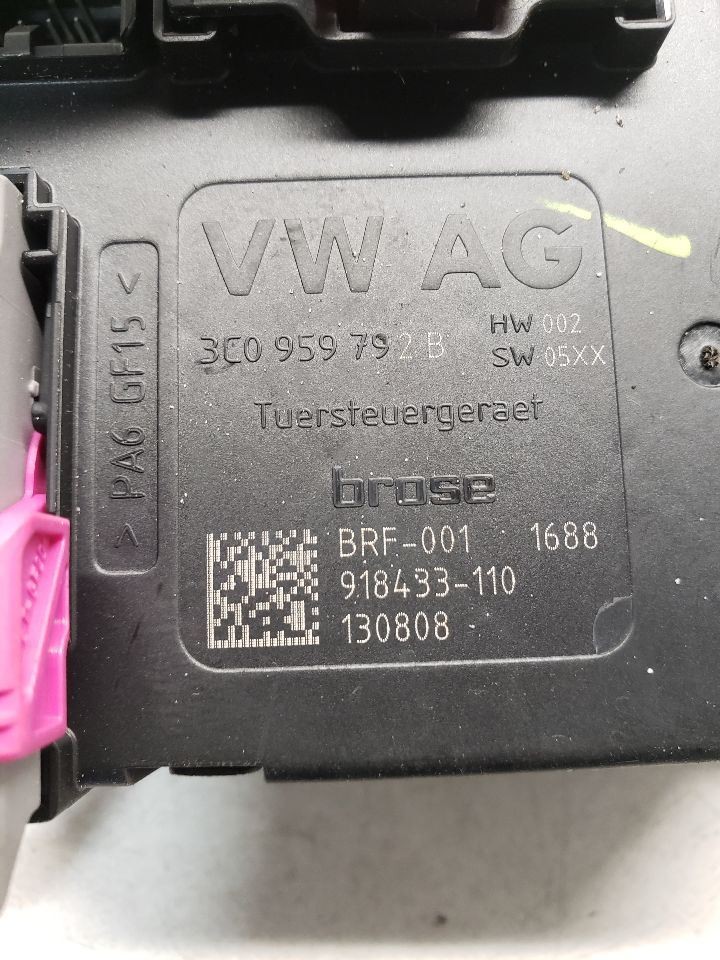 VW AG
3C0 959 792 B HW 002
SW 05XX
Tuersteuergeraet
brose
BRF-001 1688
918433-110
130808
> PA6 GF15 <